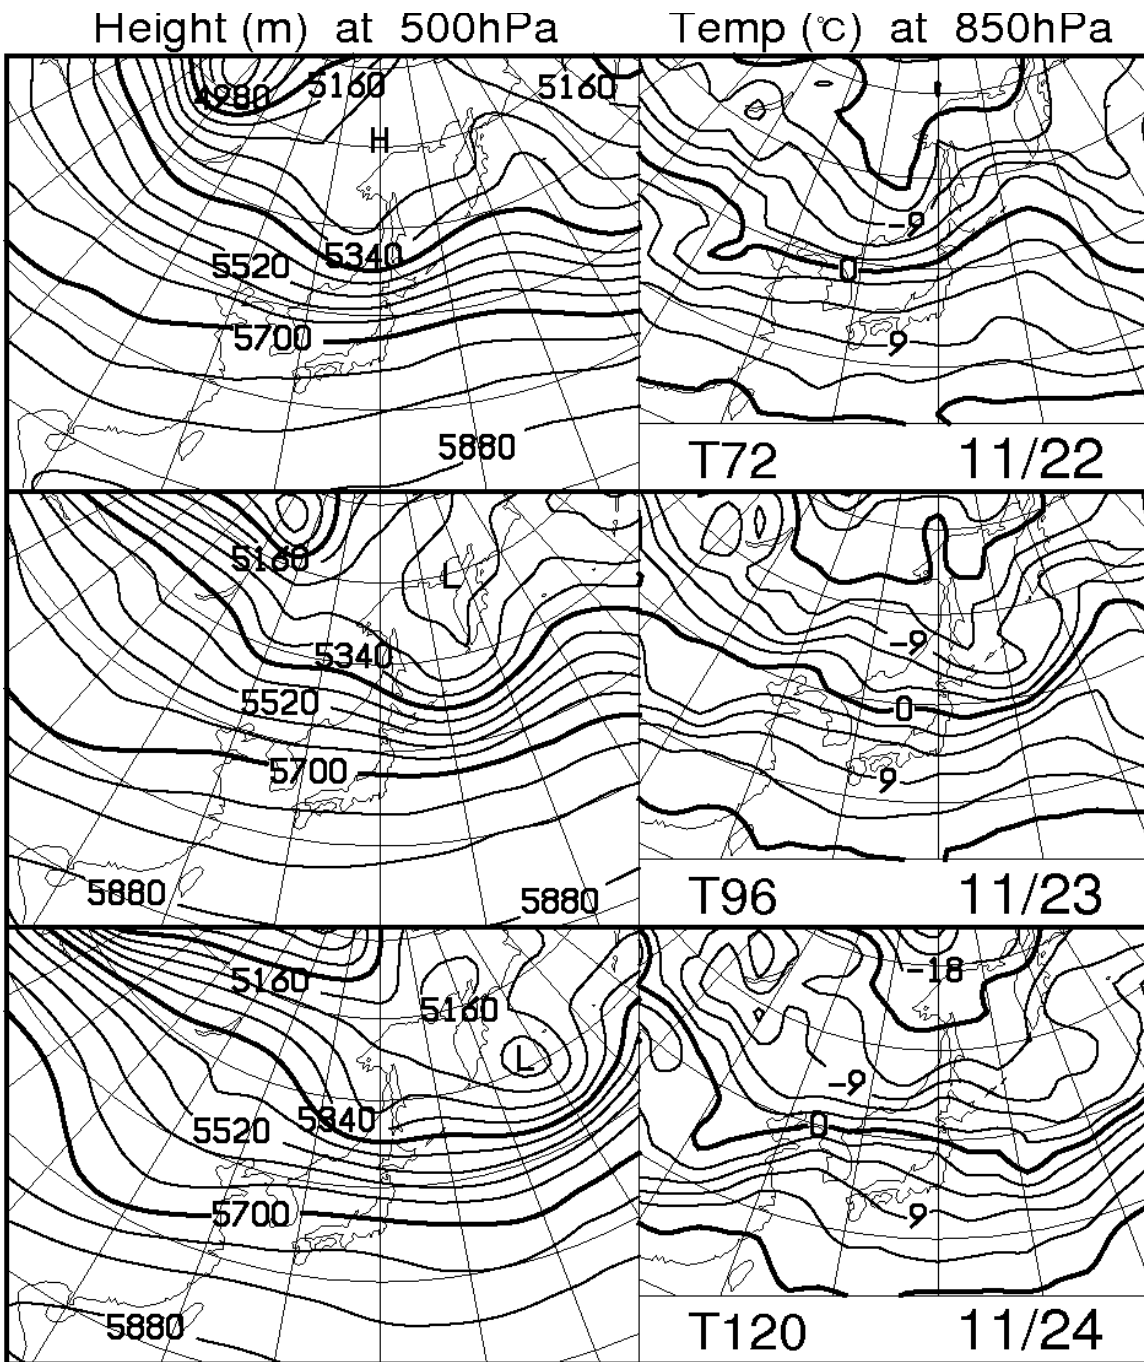 Height (m) at 500hPa Temp (℃) at 850hPa
4980 5160 5160
H
-9
5520 5340 0
5700 9
5880
T72 11/22
5160
L
5340 -9
5520 0
5700 9
5880 5880
T96 11/23
5160 5160 -18
L
5520 5340 -9 0
5700 9
5880
T120 11/24